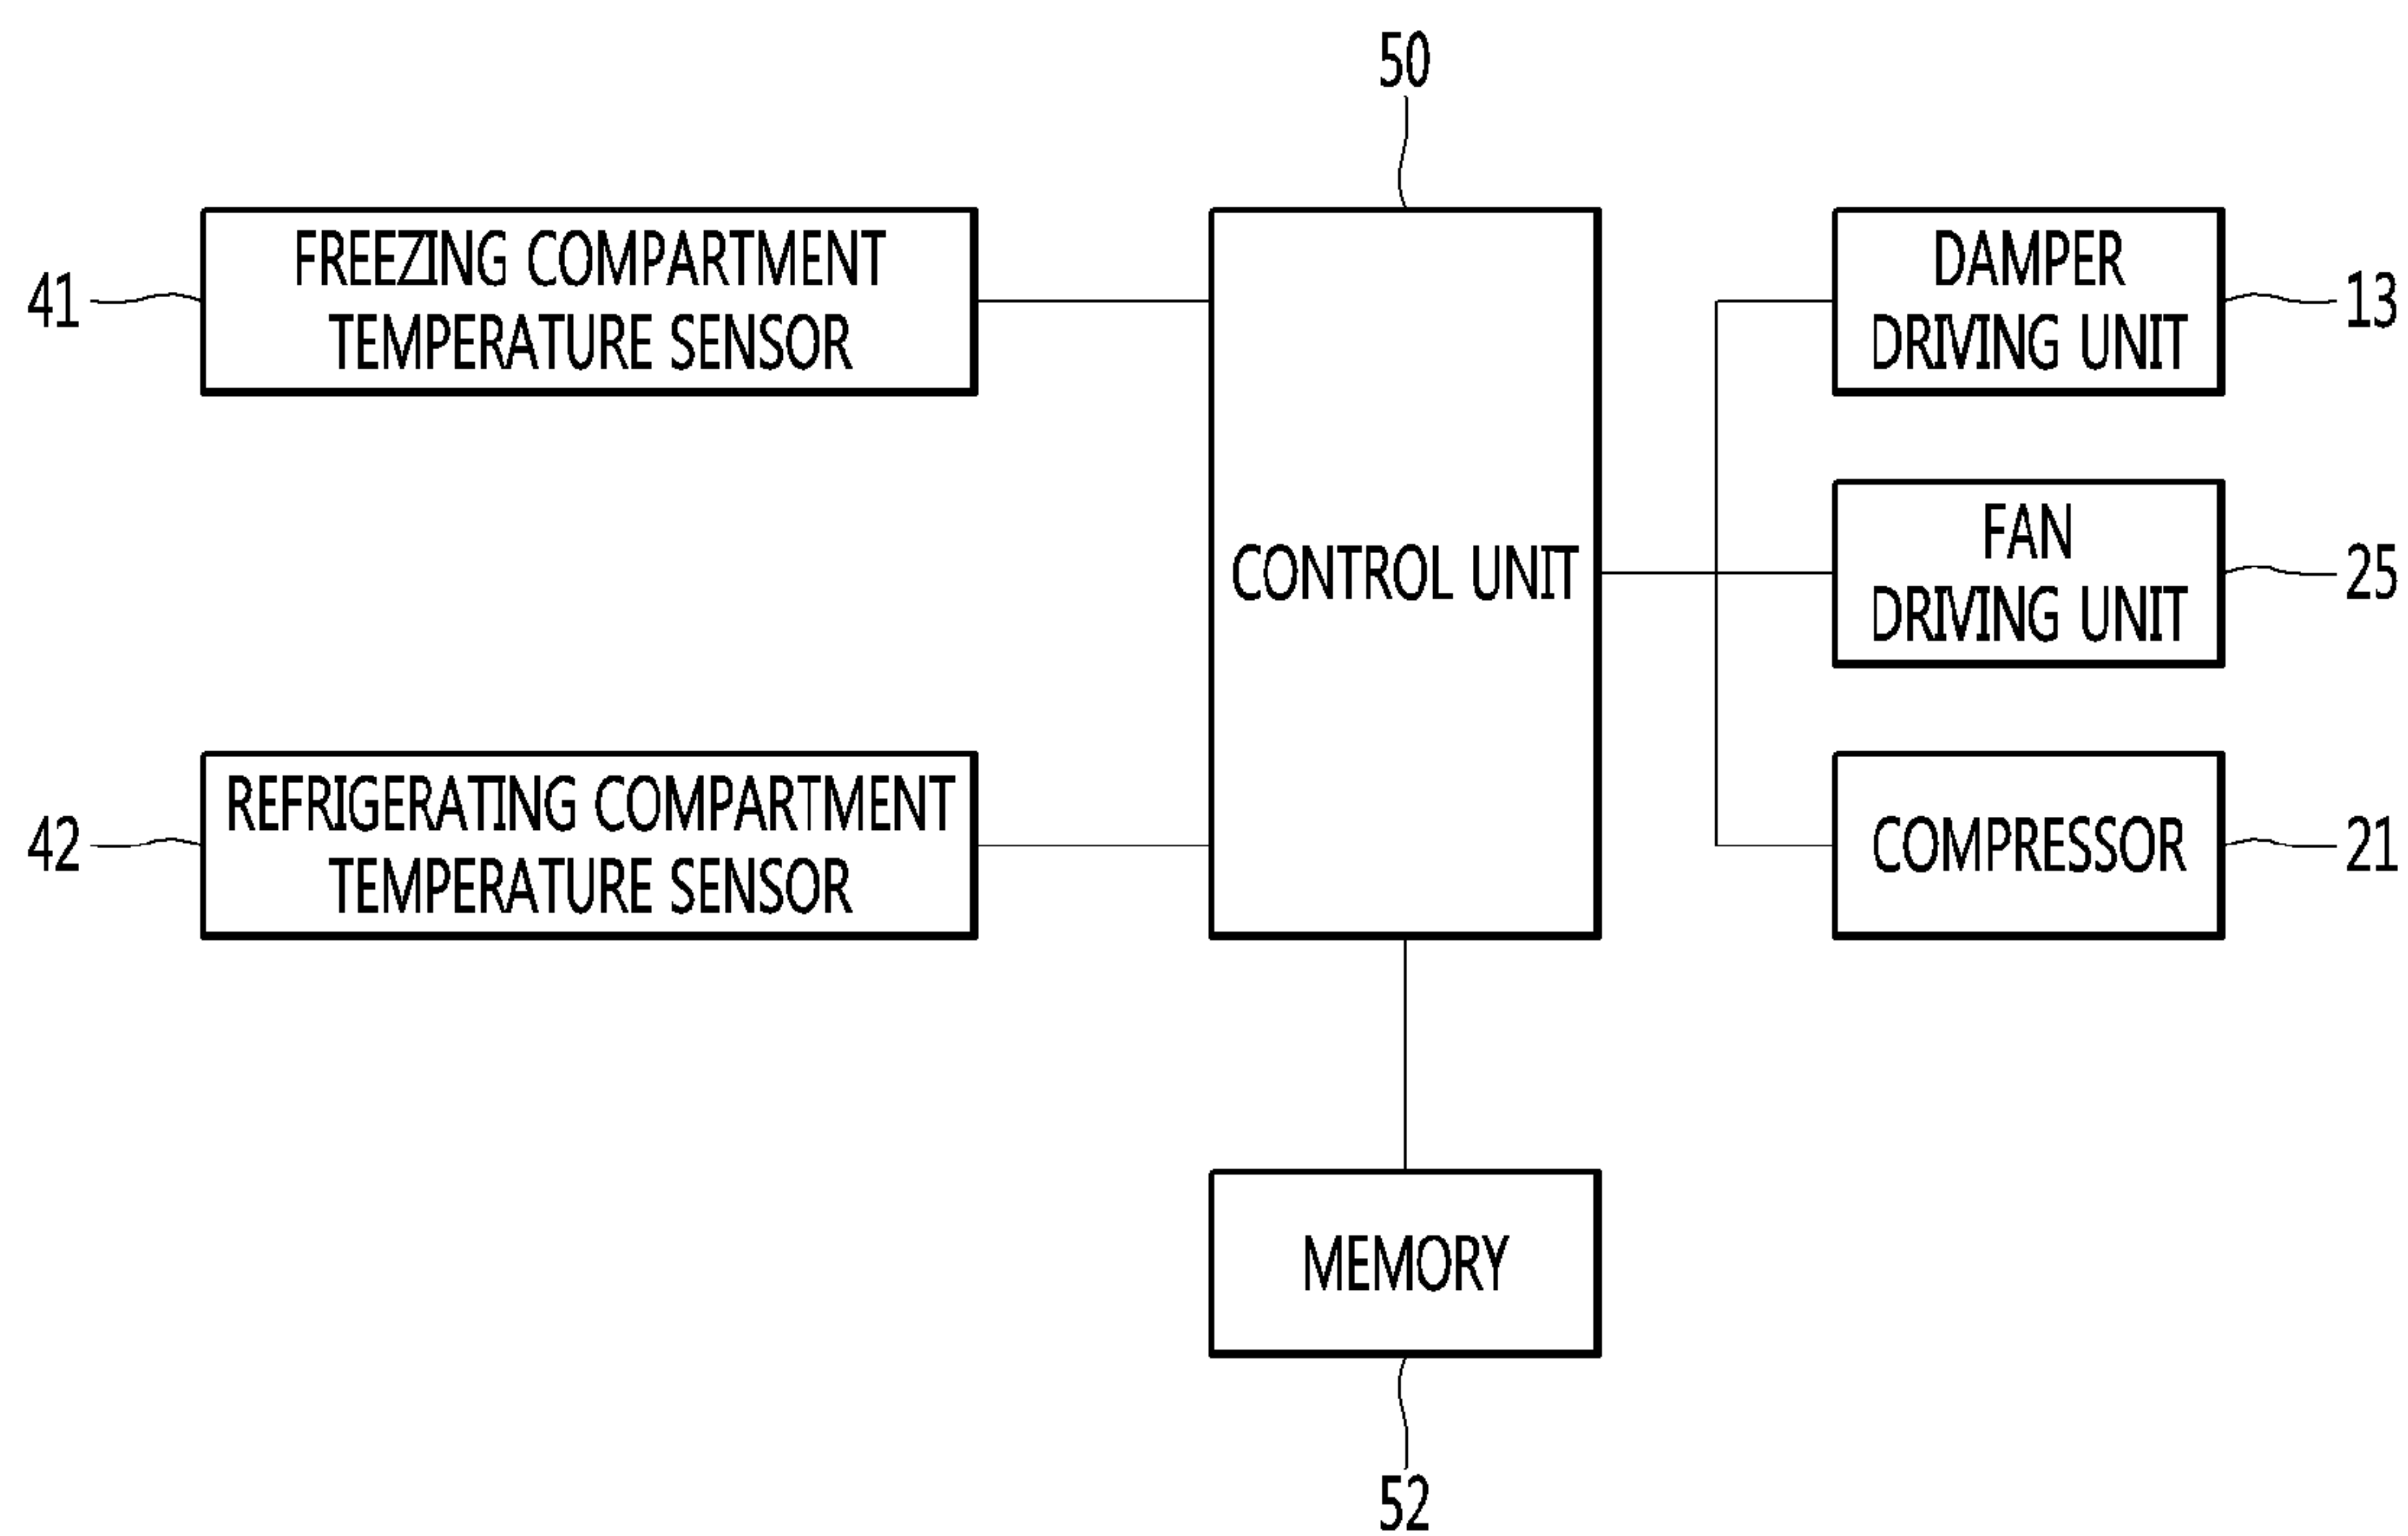 50
41
FREEZING COMPARTMENT
TEMPERATURE SENSOR
DAMPER
DRIVING UNIT
13
CONTROL UNIT
FAN
DRIVING UNIT
25
42
REFRIGERATING COMPARTMENT
TEMPERATURE SENSOR
COMPRESSOR
21
MEMORY
52